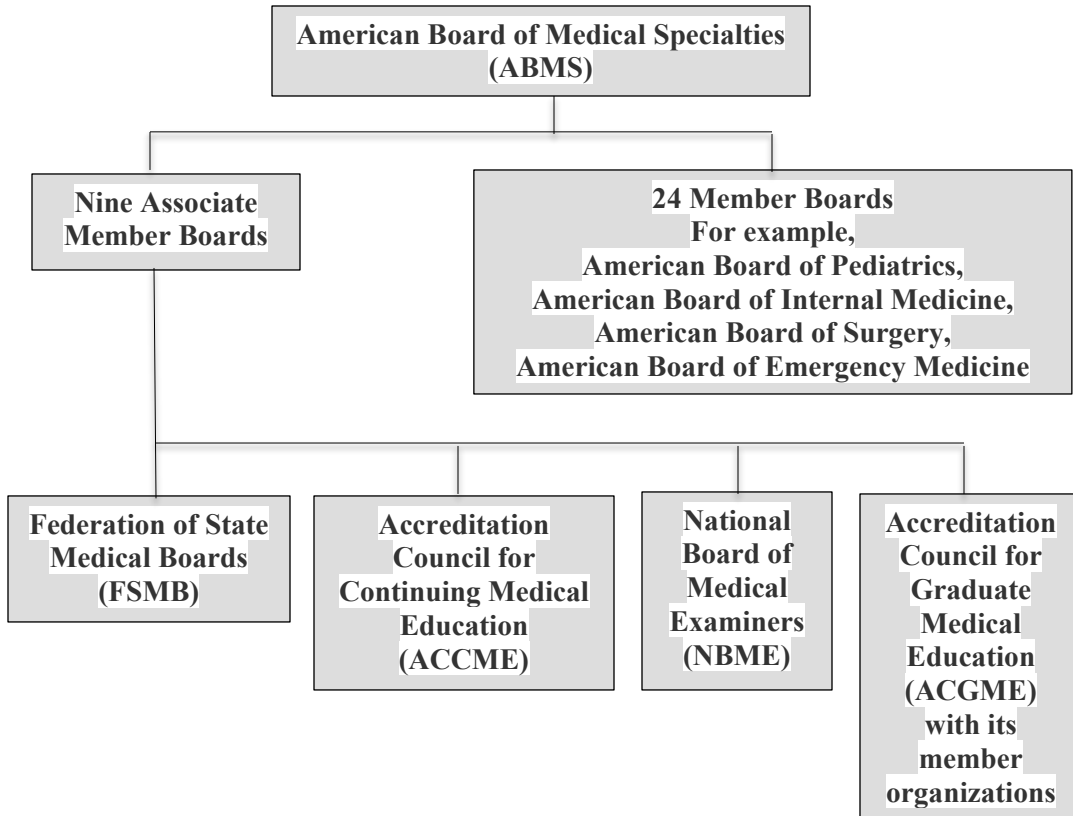 American Board of Medical Specialties
(ABMS)
Nine Associate
Member Boards
24 Member Boards
For example,
American Board of Pediatrics,
American Board of Internal Medicine,
American Board of Surgery,
American Board of Emergency Medicine
Federation of State
Medical Boards
(FSMB)
Accreditation
Council for
Continuing Medical
Education
(ACCME)
National
Board of
Medical
Examiners
(NBME)
Accreditation
Council for
Graduate
Medical
Education
(ACGME)
with its
member
organizations